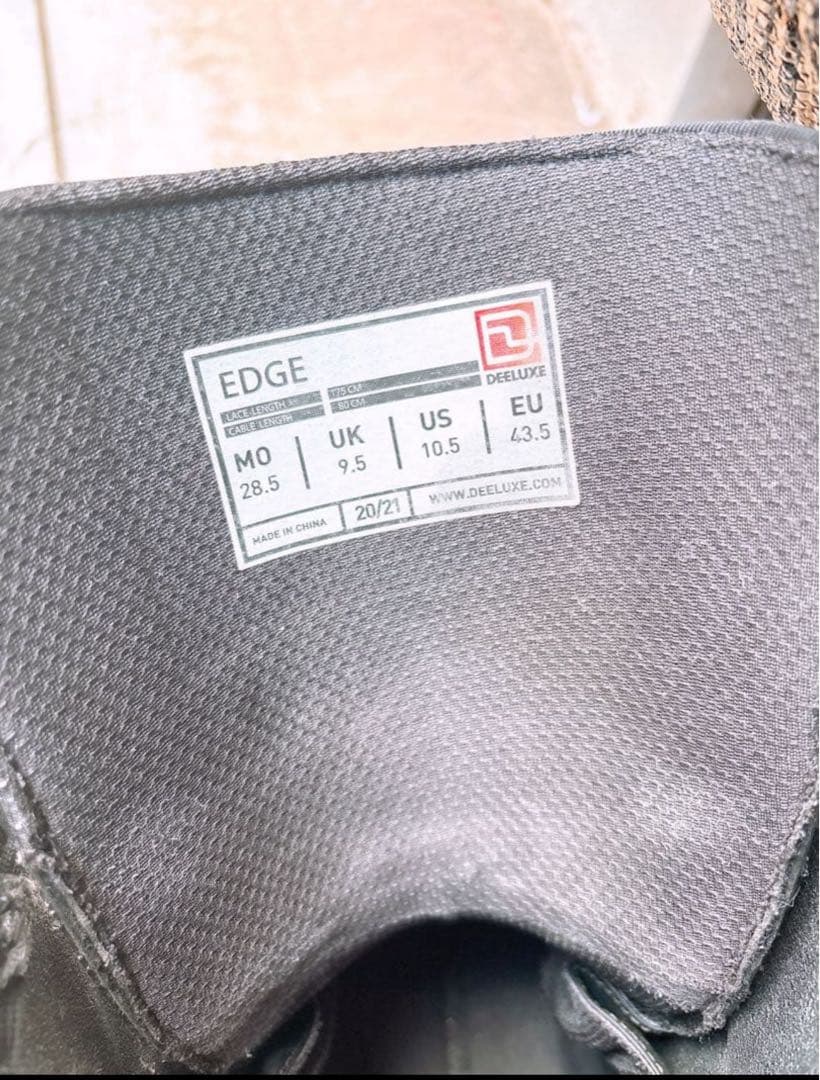 EDGE
DEELUXE
LACE LENGTH 175 CM
CABLE LENGTH 80 CM
MO UK US EU
28.5 9.5 10.5 43.5
MADE IN CHINA 20/21 WWW.DEELUXE.COM